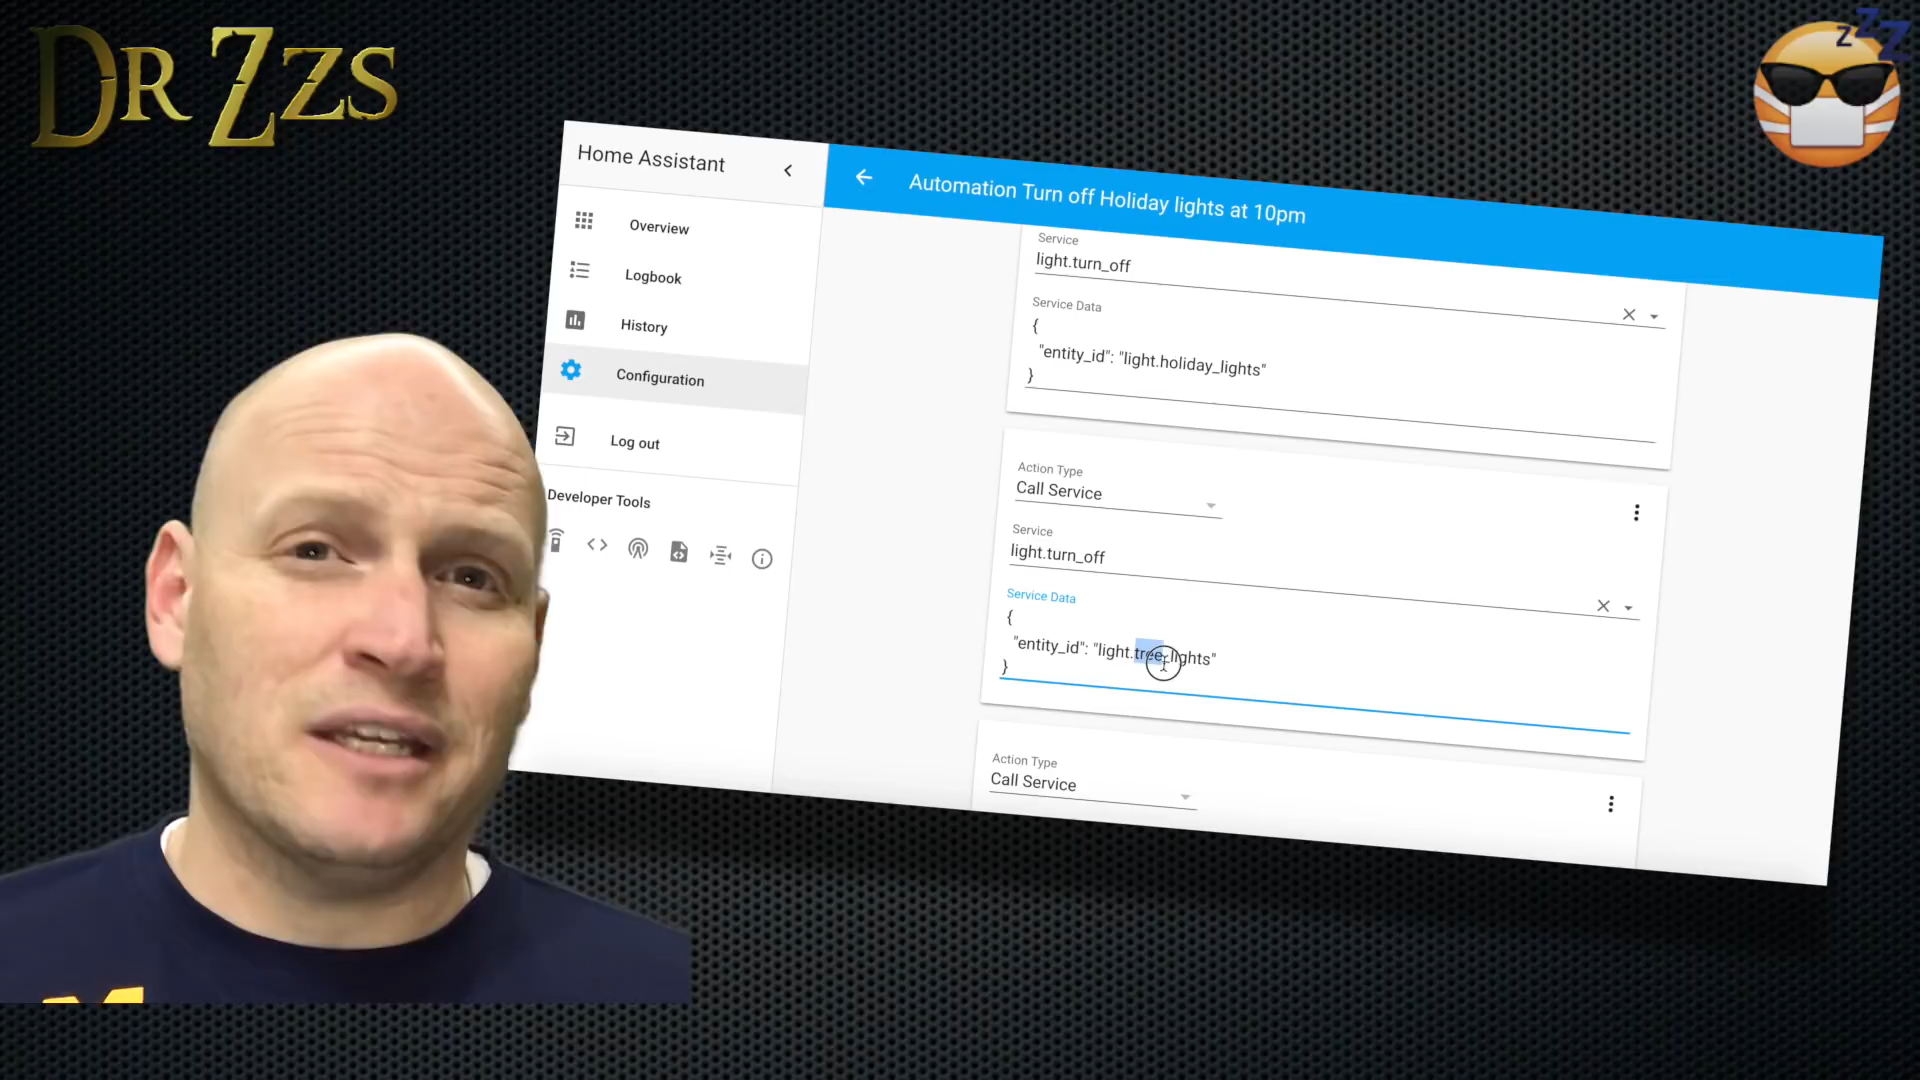 DR ZZS
z Z Z
Home Assistant
Automation Turn off Holiday lights at 10pm
Overview
Logbook
History
Configuration
Log out
Developer Tools
Service
light.turn_off
Service Data
{
"entity_id": "light.holiday_lights"
}
Action Type
Call Service
Service
light.turn_off
Service Data
{
"entity_id": "light.tree_lights"
}
Action Type
Call Service